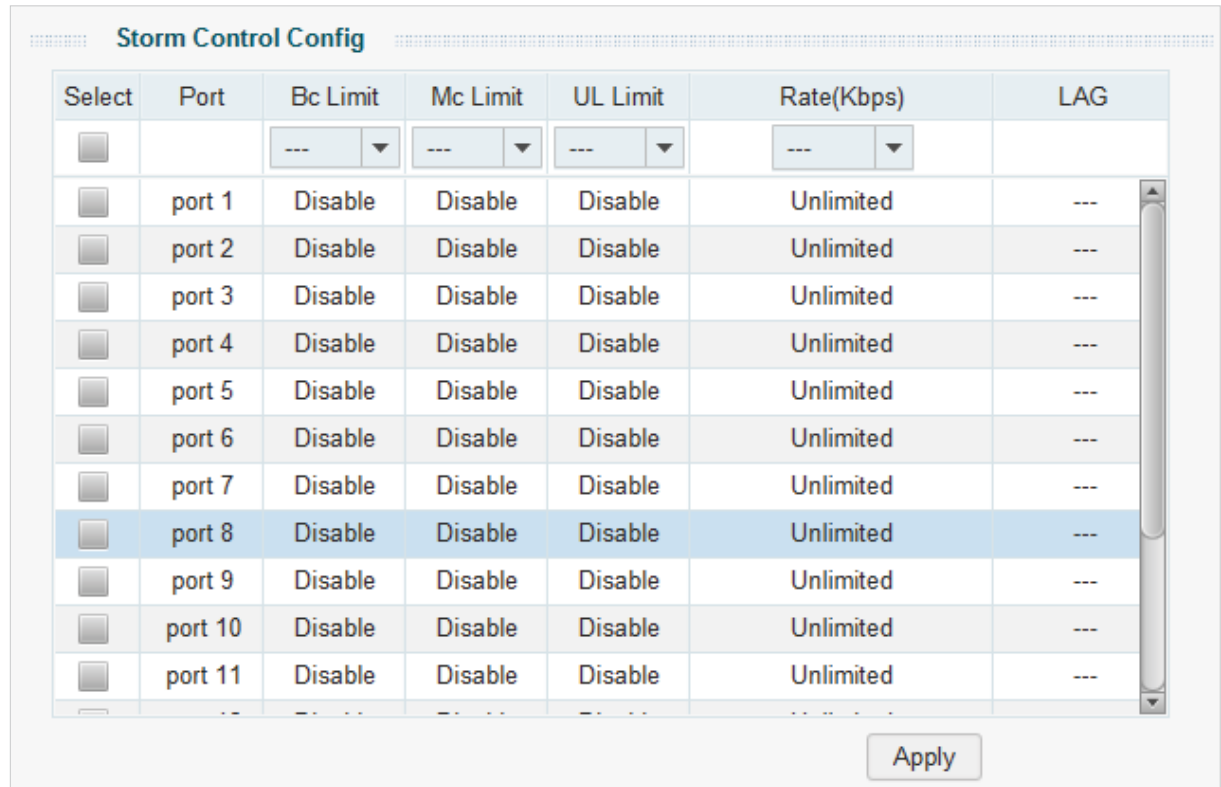 Storm Control Config
Select Port Bc Limit Mc Limit UL Limit Rate(Kbps) LAG
--- --- --- ---
port 1 Disable Disable Disable Unlimited ---
port 2 Disable Disable Disable Unlimited ---
port 3 Disable Disable Disable Unlimited ---
port 4 Disable Disable Disable Unlimited ---
port 5 Disable Disable Disable Unlimited ---
port 6 Disable Disable Disable Unlimited ---
port 7 Disable Disable Disable Unlimited ---
port 8 Disable Disable Disable Unlimited ---
port 9 Disable Disable Disable Unlimited ---
port 10 Disable Disable Disable Unlimited ---
port 11 Disable Disable Disable Unlimited ---
Apply